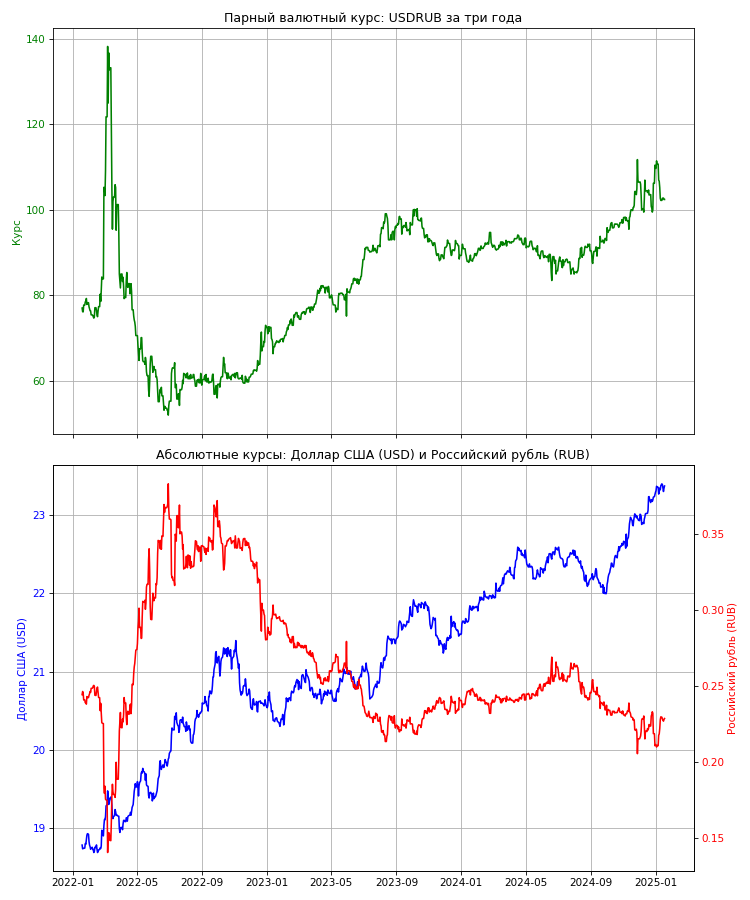 Парный валютный курс: USDRUB за три года
140
120
100
80
60
Курс
Абсолютные курсы: Доллар США (USD) и Российский рубль (RUB)
23
22
21
20
19
Доллар США (USD)
0.35
0.30
0.25
0.20
0.15
Российский рубль (RUB)
2022-01 2022-05 2022-09 2023-01 2023-05 2023-09 2024-01 2024-05 2024-09 2025-01